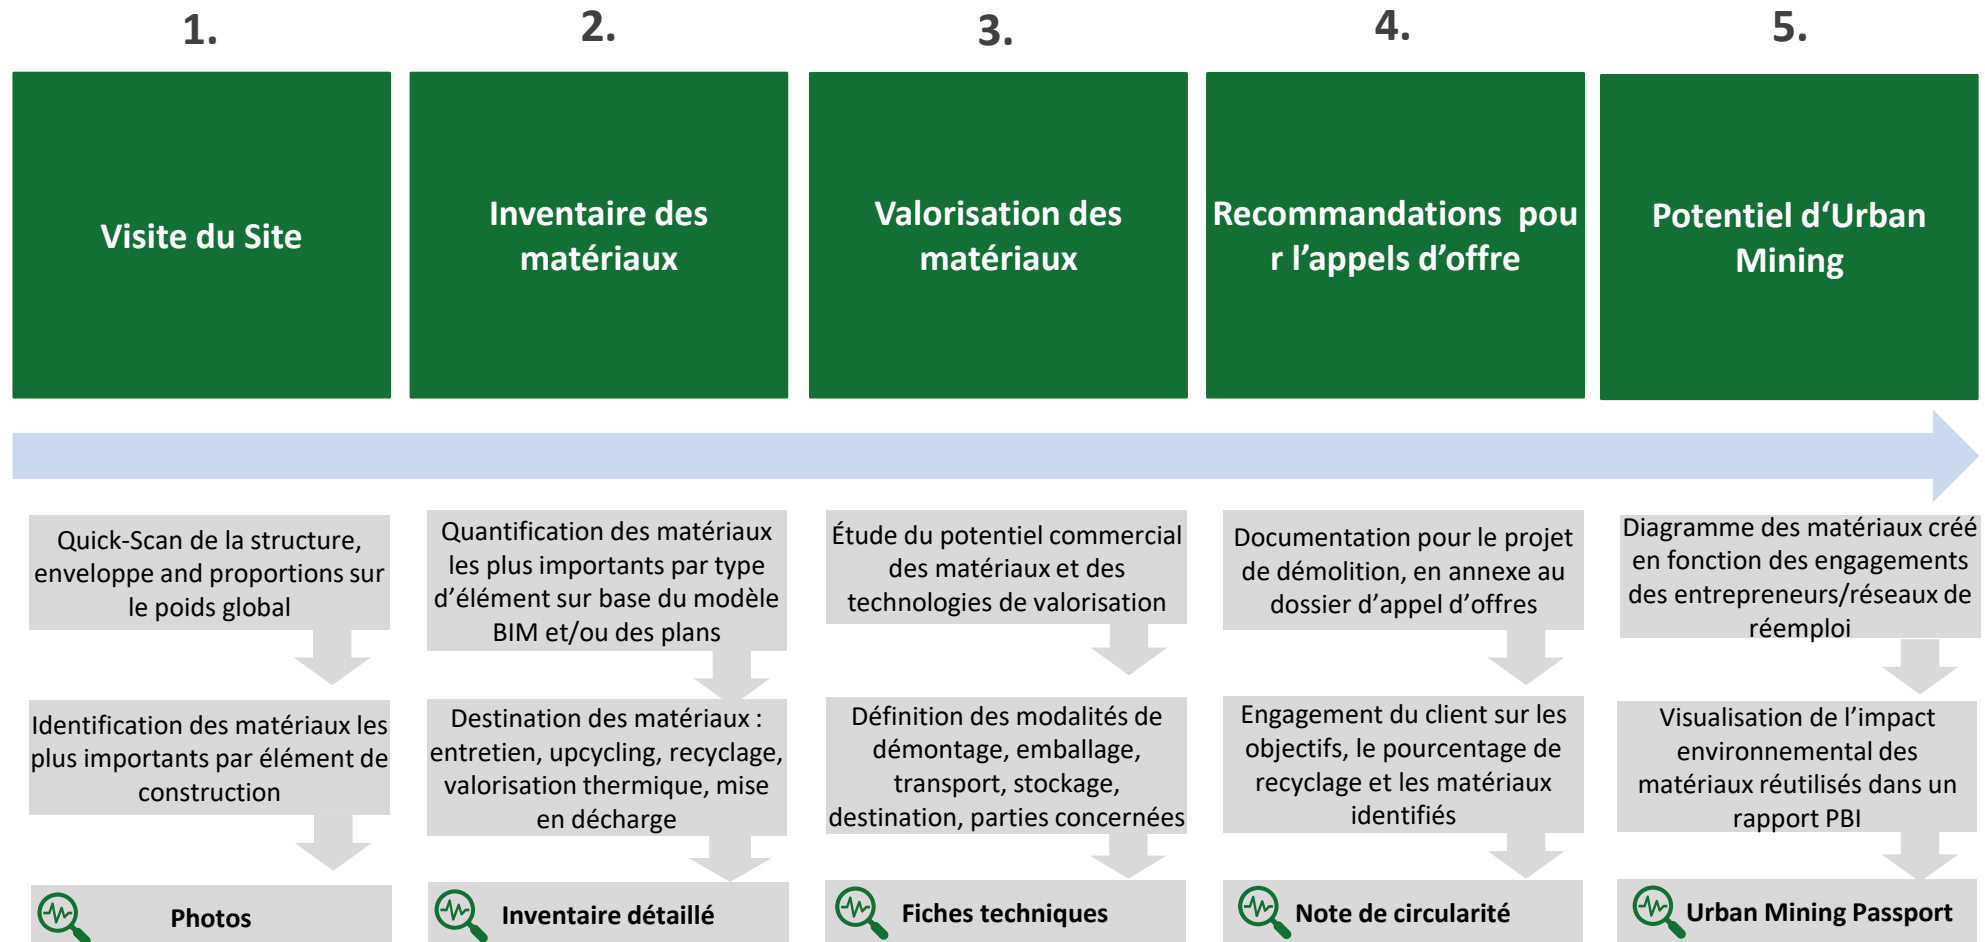 1.
2.
3.
4.
5.
Visite du Site
Inventaire des
matériaux
Valorisation des
matériaux
Recommandations  pou
r l’appels d’offre
Potentiel d‘Urban
Mining
Quick-Scan de la structure,
enveloppe and proportions sur
le poids global
Identification des matériaux les
plus importants par élément de
construction
Photos
Quantification des matériaux
les plus importants par type
d’élément sur base du modèle
BIM et/ou des plans
Destination des matériaux :
entretien, upcycling, recyclage,
valorisation thermique, mise
en décharge
Inventaire détaillé
Étude du potentiel commercial
des matériaux et des
technologies de valorisation
Définition des modalités de
démontage, emballage,
transport, stockage,
destination, parties concernées
Fiches techniques
Documentation pour le projet
de démolition, en annexe au
dossier d’appel d’offres
Engagement du client sur les
objectifs, le pourcentage de
recyclage et les matériaux
identifiés
Note de circularité
Diagramme des matériaux créé
en fonction des engagements
des entrepreneurs/réseaux de
réemploi
Visualisation de l’impact
environnemental des
matériaux réutilisés dans un
rapport PBI
Urban Mining Passport